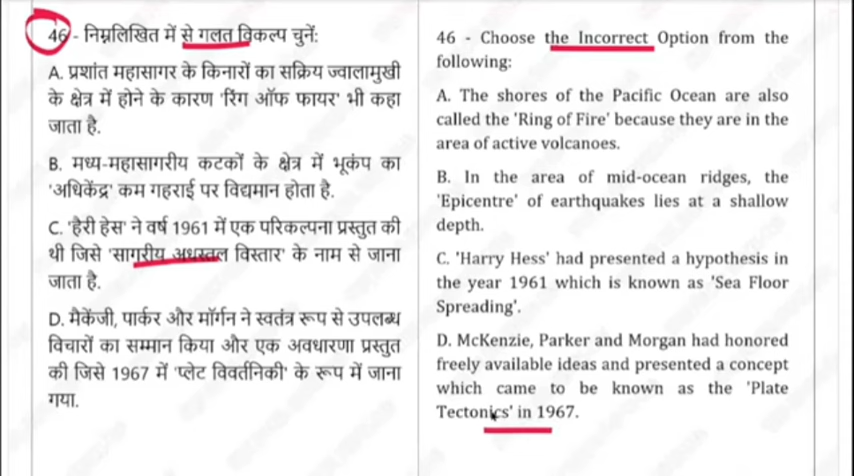 46 - निम्नलिखित में से गलत विकल्प चुनें:
A. प्रशांत महासागर के किनारों का सक्रिय ज्वालामुखी
के क्षेत्र में होने के कारण 'रिंग ऑफ फायर' भी कहा
जाता है.
B. मध्य-महासागरीय कटकों के क्षेत्र में भूकंप का
'अधिकेंद्र' कम गहराई पर विद्यमान होता है.
C. 'हैरी हेस' ने वर्ष 1961 में एक परिकल्पना प्रस्तुत की
थी जिसे 'सागरीय अधस्तल विस्तार' के नाम से जाना
जाता है.
D. मैकेंजी, पार्कर और मॉर्गन ने स्वतंत्र रूप से उपलब्ध
विचारों का सम्मान किया और एक अवधारणा प्रस्तुत
की जिसे 1967 में 'प्लेट विवर्तनिकी' के रूप में जाना
गया.
46 - Choose the Incorrect Option from the
following:
A. The shores of the Pacific Ocean are also
called the 'Ring of Fire' because they are in the
area of active volcanoes.
B. In the area of mid-ocean ridges, the
'Epicentre' of earthquakes lies at a shallow
depth.
C. 'Harry Hess' had presented a hypothesis in
the year 1961 which is known as 'Sea Floor
Spreading'.
D. McKenzie, Parker and Morgan had honored
freely available ideas and presented a concept
which came to be known as the 'Plate
Tectonics' in 1967.